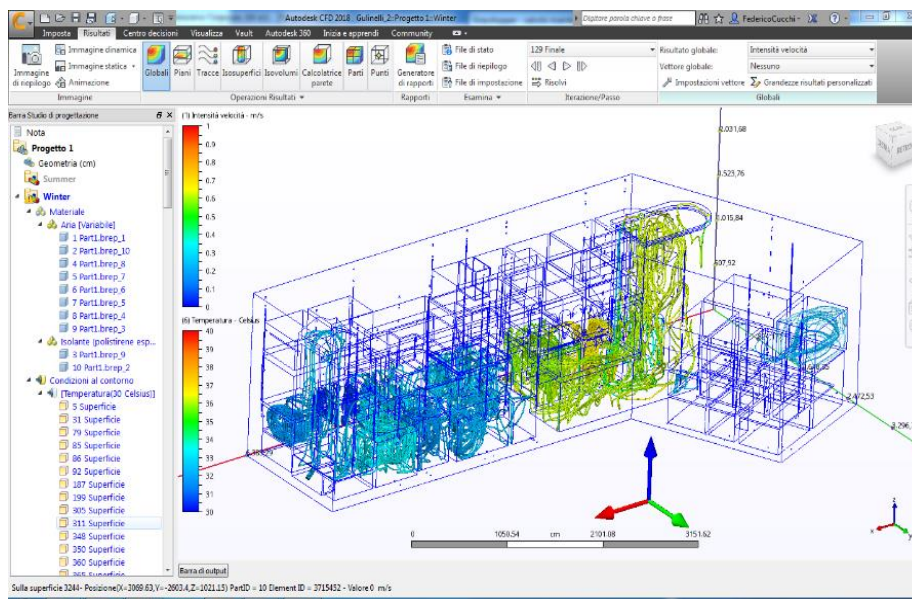 Autodesk CFD 2018 Gulinelli_2::Progetto 1::Winter
Digitare parola chiave o frase
FedericoCucchi
Imposta Risultati Centro decisioni Visualizza Vault Autodesk 360 Inizia e apprendi Community
Immagine di riepilogo
Immagine dinamica
Immagine statica
Animazione
Immagine
Globali Piani Tracce Isosuperfici Isovolumi Calcolatrice parete Parti Punti
Operazioni Risultati
Generatore di rapporti
Rapporti
File di stato
File di riepilogo
File di impostazione
Esamina
129 Finale
Risolvi
Iterazione/Passo
Risultato globale: Intensità velocità
Vettore globale: Nessuno
Impostazioni vettore Grandezze risultati personalizzati
Globali
Barra Studio di progettazione
Nota
Progetto 1
Geometria (cm)
Summer
Winter
Materiale
Aria [Variabile]
1 Part1.brep_1
2 Part1.brep_10
4 Part1.brep_8
5 Part1.brep_7
6 Part1.brep_6
7 Part1.brep_5
8 Part1.brep_4
9 Part1.brep_3
Isolante (polistirene esp...
3 Part1.brep_9
10 Part1.brep_2
Condizioni al contorno
[Temperatura(30 Celsius)]
5 Superficie
31 Superficie
79 Superficie
85 Superficie
86 Superficie
92 Superficie
187 Superficie
199 Superficie
305 Superficie
311 Superficie
348 Superficie
350 Superficie
360 Superficie
365 Superficie
(1) Intensità velocità - m/s
1
0.9
0.8
0.7
0.6
0.5
0.4
0.3
0.2
0.1
0
(6) Temperatura - Celsius
40
39
38
37
36
35
34
33
32
31
30
2.031,68
1.523,76
1.015,84
507,92
2.472,53
0 1050.54 cm 2101.08 3151.62
z
x
y
Barra di output
Sulla superficie 3244- Posizione(X=3069.63,Y=-2603.4,Z=1021.15) PartID = 10 Element ID = 3715452 - Valore 0 m/s